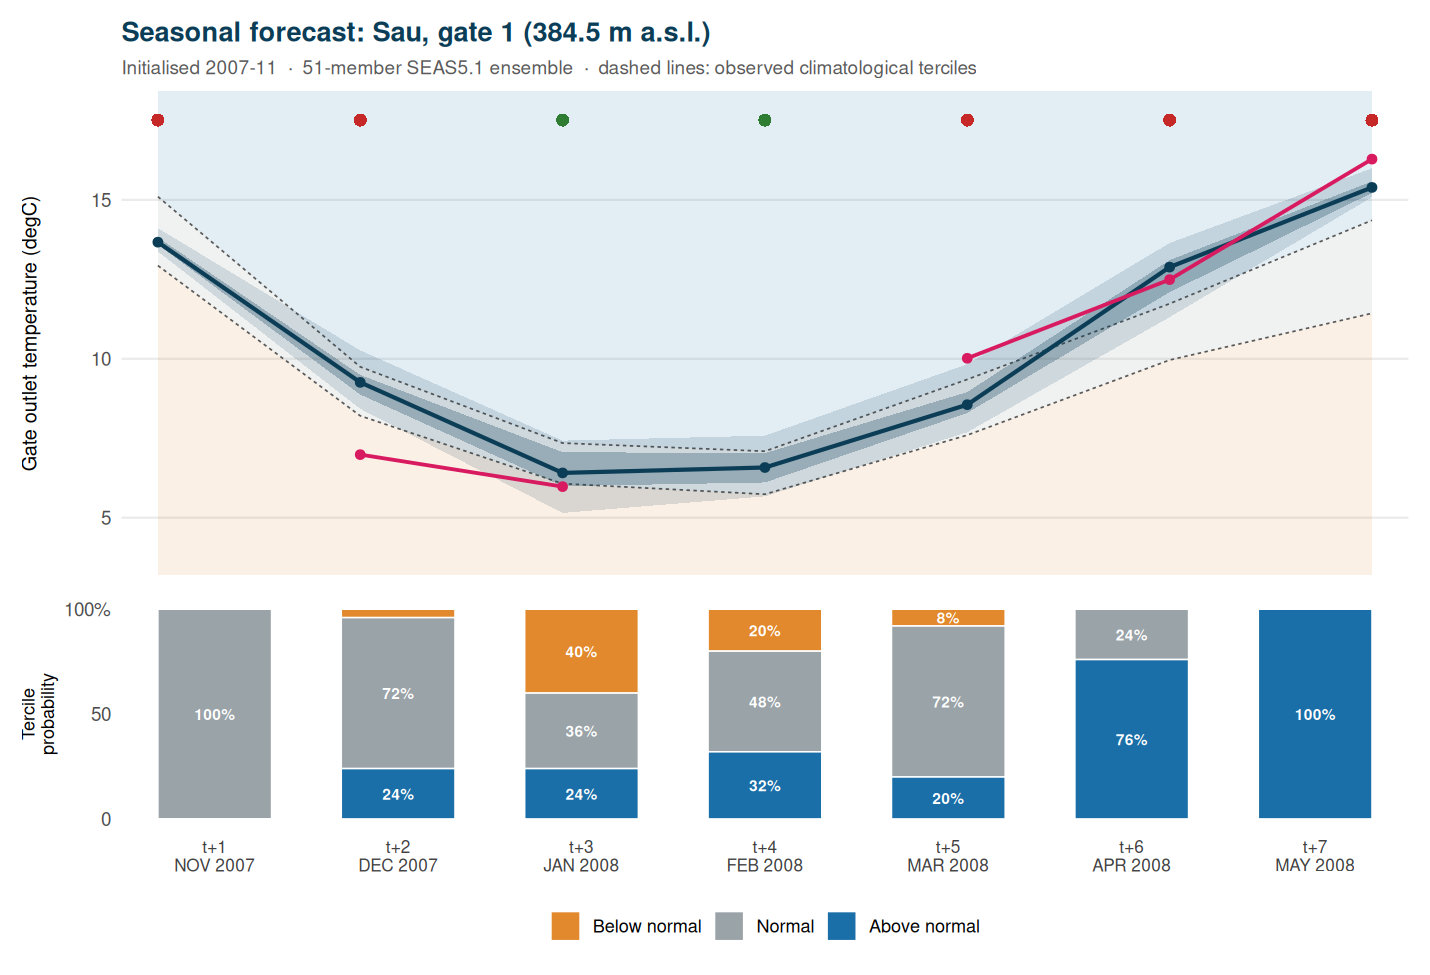 Seasonal forecast: Sau, gate 1 (384.5 m a.s.l.)
Initialised 2007-11 · 51-member SEAS5.1 ensemble · dashed lines: observed climatological terciles
Gate outlet temperature (degC)
15
10
5
Tercile
probability
100%
50
0
100%
72%
24%
40%
36%
24%
20%
48%
32%
8%
72%
20%
24%
76%
100%
t+1
NOV 2007
t+2
DEC 2007
t+3
JAN 2008
t+4
FEB 2008
t+5
MAR 2008
t+6
APR 2008
t+7
MAY 2008
Below normal
Normal
Above normal